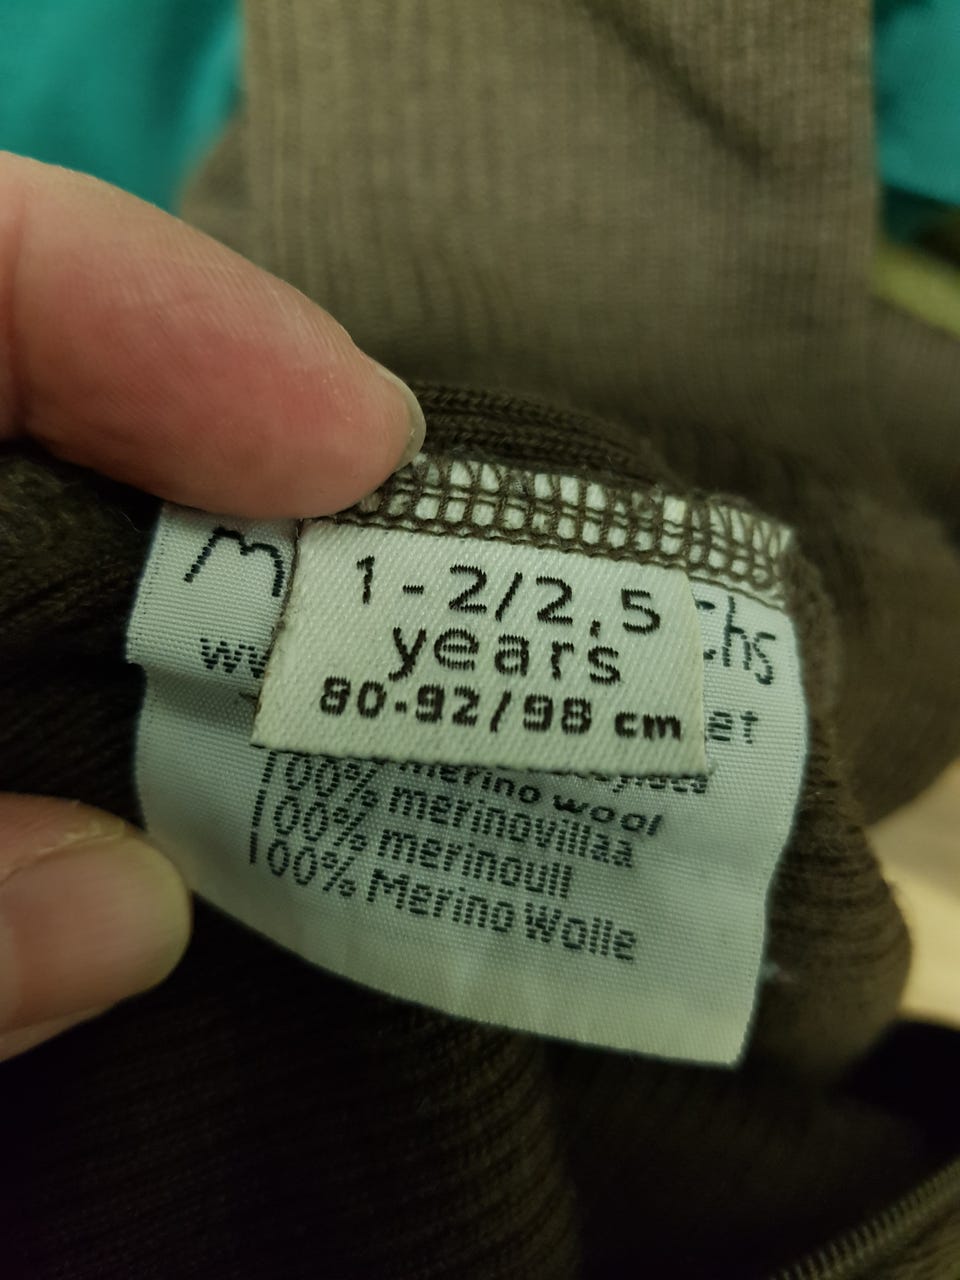 1-2/2,5
years
80-92/98 cm
100% merino wool
100% merinovillaa
100% merinoull
100% Merino Wolle